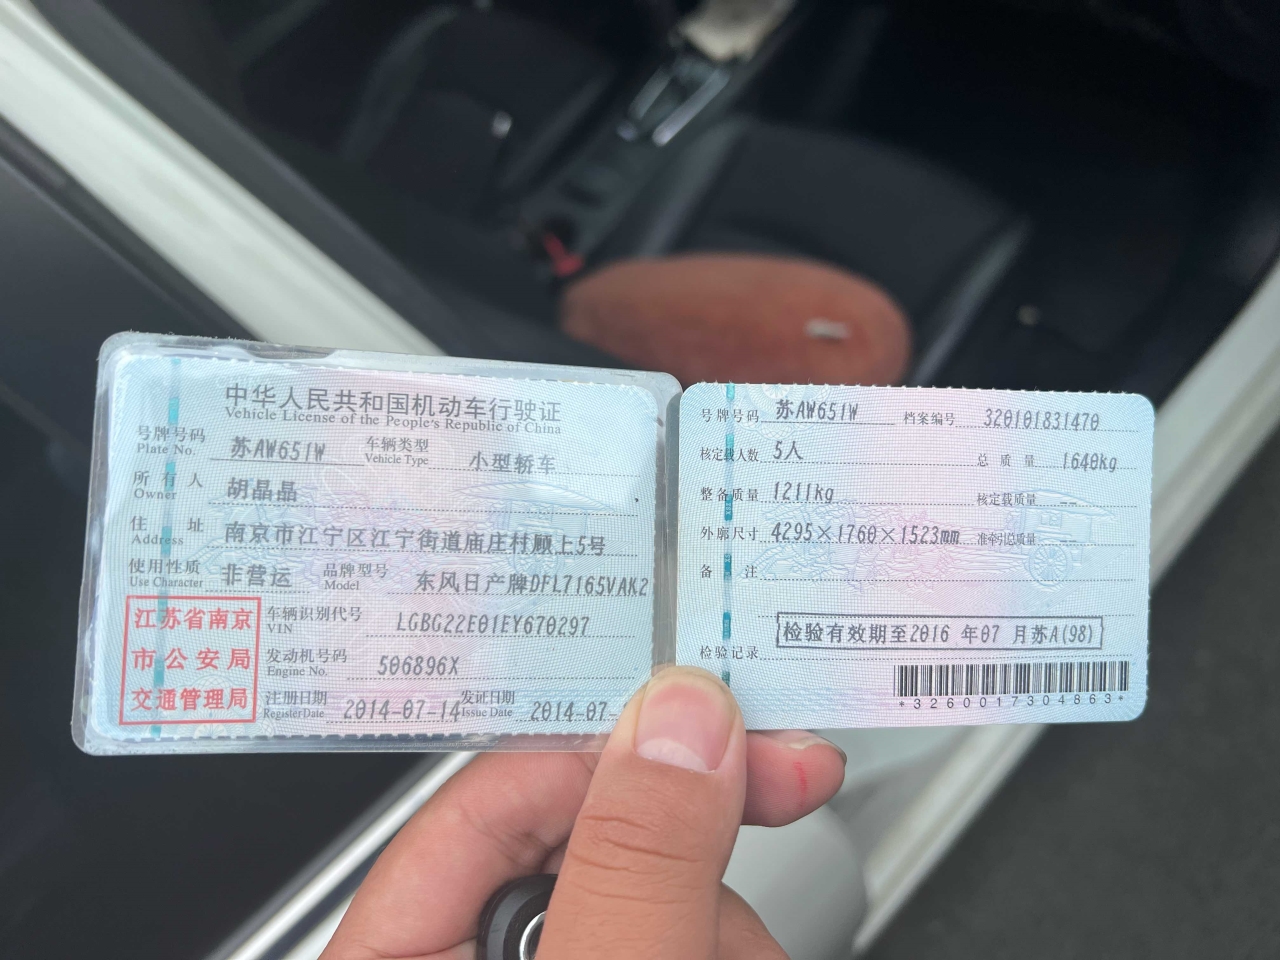 中华人民共和国机动车行驶证
Vehicle License of the People's Republic of China
号牌号码 苏AW651W 车辆类型 小型轿车
Plate No. Vehicle Type
所有人 胡晶晶
Owner
住址 南京市江宁区江宁街道庙庄村顾上5号
Address
使用性质 非营运 品牌型号 东风日产牌DFL7165VAK2
Use Character Model
江苏省南京
市公安局
交通管理局
车辆识别代号 LGBG22E01EY670297
VIN
发动机号码 506896X
Engine No.
注册日期 2014-07-14 发证日期 2014-07-
Register Date Issue Date
号牌号码 苏AW651W 档案编号 320101831470
核定载人数 5人 总质量 1640kg
整备质量 1211kg 核定载质量 --
外廓尺寸 4295×1760×1523mm 准牵引总质量 --
备注
检验有效期至2016 年07 月苏A(98)
检验记录
*3260017304863*